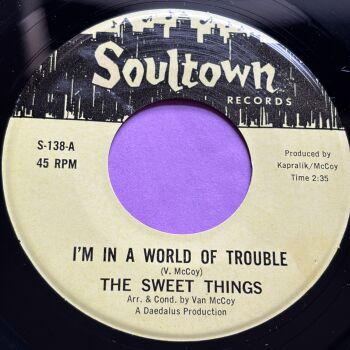 Soultown
RECORDS
S-138-A
45 RPM
Produced by
Kapralik/McCoy
Time 2:35
I'M IN A WORLD OF TROUBLE
(V. McCoy)
THE SWEET THINGS
Arr. & Cond. by Van McCoy
A Daedalus Production